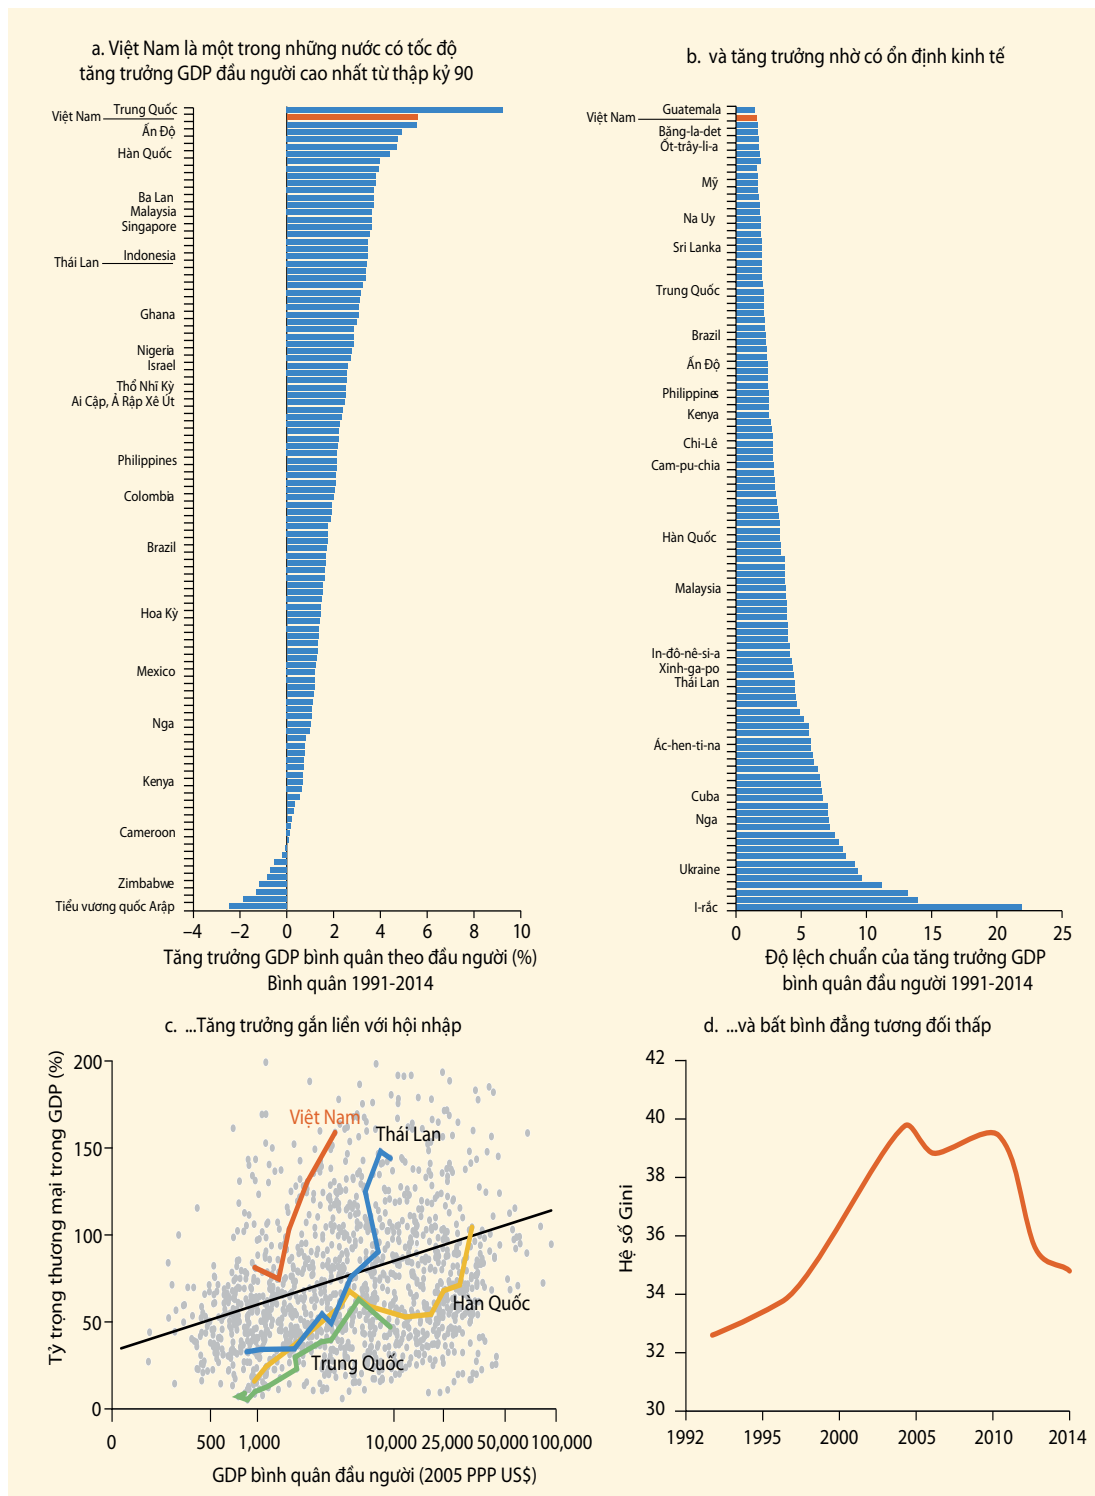 a. Việt Nam là một trong những nước có tốc độ
tăng trưởng GDP đầu người cao nhất từ thập kỷ 90
Trung Quốc
Việt Nam
Ấn Độ
Hàn Quốc
Ba Lan
Malaysia
Singapore
Indonesia
Thái Lan
Ghana
Nigeria
Israel
Thổ Nhĩ Kỳ
Ai Cập, Ả Rập Xê Út
Philippines
Colombia
Brazil
Hoa Kỳ
Mexico
Nga
Kenya
Cameroon
Zimbabwe
Tiểu vương quốc Arập
–4 –2 0 2 4 6 8 10
Tăng trưởng GDP bình quân theo đầu người (%)
Bình quân 1991-2014
b. và tăng trưởng nhờ có ổn định kinh tế
Guatemala
Việt Nam
Băng-la-det
Ốt-trây-li-a
Mỹ
Na Uy
Sri Lanka
Trung Quốc
Brazil
Ấn Độ
Philippines
Kenya
Chi-Lê
Cam-pu-chia
Hàn Quốc
Malaysia
In-đô-nê-si-a
Xinh-ga-po
Thái Lan
Ác-hen-ti-na
Cuba
Nga
Ukraine
I-rắc
0 5 10 15 20 25
Độ lệch chuẩn của tăng trưởng GDP
bình quân đầu người 1991-2014
c. ...Tăng trưởng gắn liền với hội nhập
Tỷ trọng thương mại trong GDP (%)
200
150
100
50
0
Việt Nam
Thái Lan
Hàn Quốc
Trung Quốc
0 500 1,000 10,000 25,000 50,000 100,000
GDP bình quân đầu người (2005 PPP US$)
d. ...và bất bình đẳng tương đối thấp
Hệ số Gini
42
40
38
36
34
32
30
1992 1995 2000 2005 2010 2014